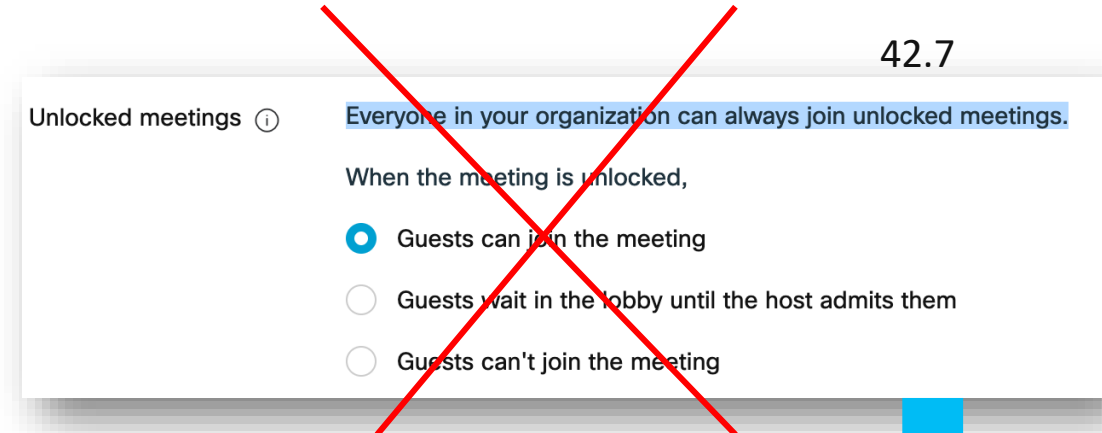 42.7
Unlocked meetings
Everyone in your organization can always join unlocked meetings.
When the meeting is unlocked,
Guests can join the meeting
Guests wait in the lobby until the host admits them
Guests can't join the meeting